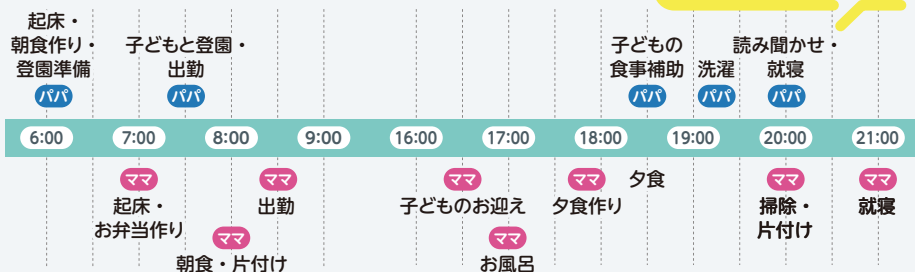 起床・
朝食作り・
登園準備
パパ
子どもと登園・
出勤
パパ
子どもの
食事補助
パパ
洗濯
パパ
読み聞かせ・
就寝
パパ
6:00 7:00 8:00 9:00 16:00 17:00 18:00 19:00 20:00 21:00
ママ
起床・
お弁当作り
ママ
朝食・片付け
ママ
出勤
ママ
子どものお迎え
ママ
お風呂
ママ
夕食作り
夕食
ママ
掃除・
片付け
ママ
就寝